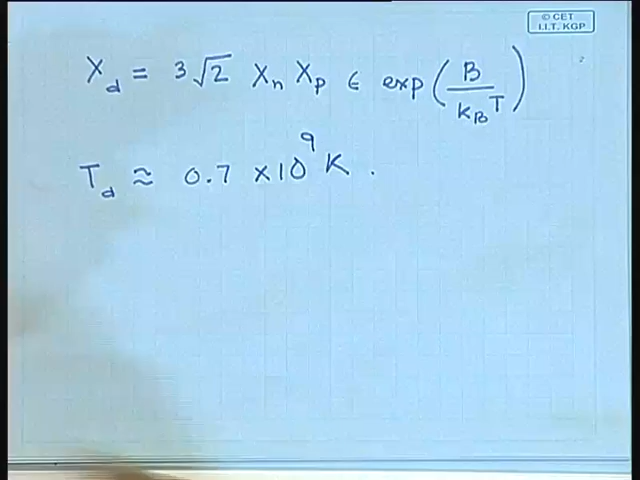 © CET
I.I.T. KGP
X_d = 3√2 X_n X_p ε exp(B / k_B T)
T_d ≈ 0.7 × 10^9 K .